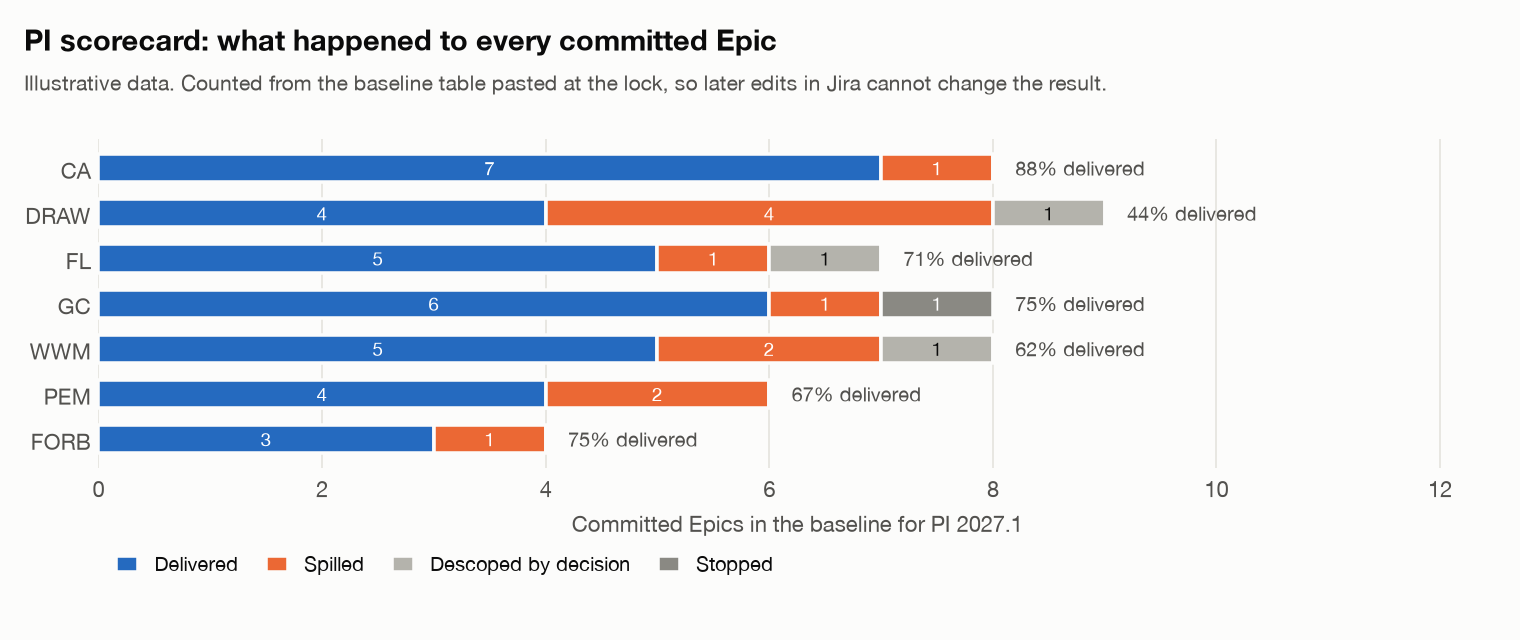 PI scorecard: what happened to every committed Epic
Illustrative data. Counted from the baseline table pasted at the lock, so later edits in Jira cannot change the result.
CA 7 1 88% delivered
DRAW 4 4 1 44% delivered
FL 5 1 1 71% delivered
GC 6 1 1 75% delivered
WWM 5 2 1 62% delivered
PEM 4 2 67% delivered
FORB 3 1 75% delivered
0 2 4 6 8 10 12
Committed Epics in the baseline for PI 2027.1
Delivered Spilled Descoped by decision Stopped